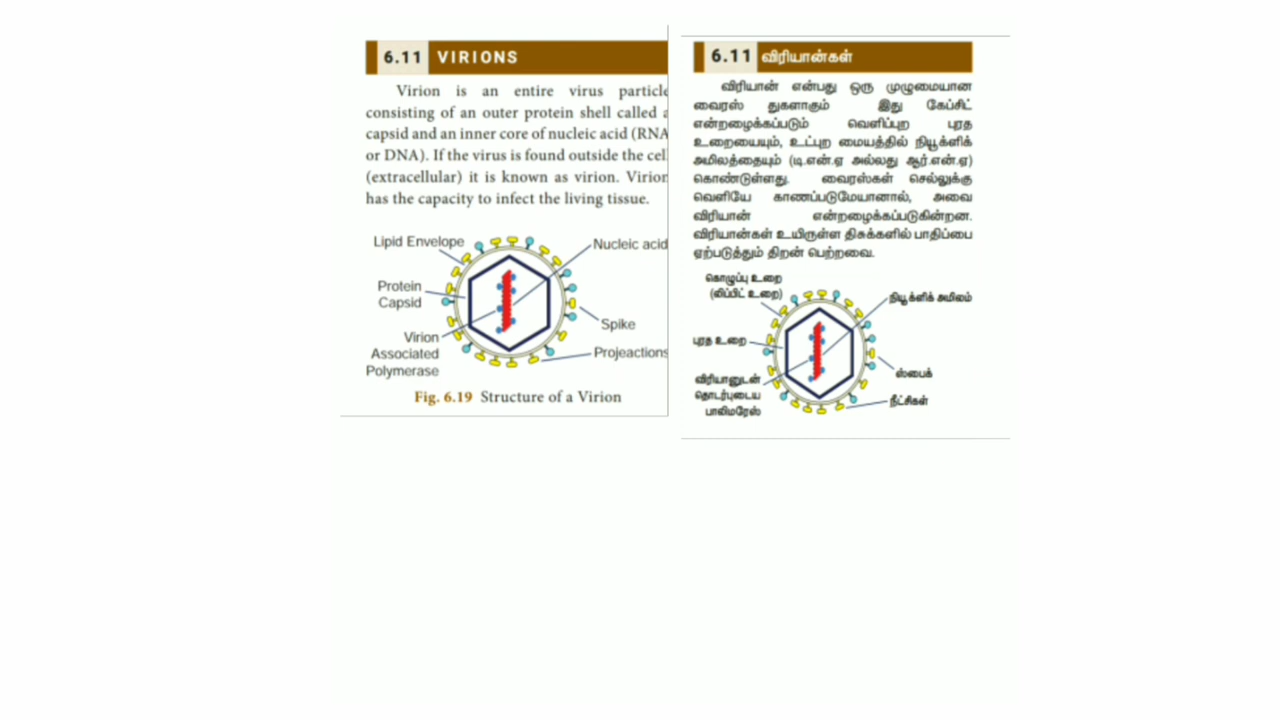 6.11 VIRIONS
Virion is an entire virus particle
consisting of an outer protein shell called a
capsid and an inner core of nucleic acid (RNA
or DNA). If the virus is found outside the cel
(extracellular) it is known as virion. Virion
has the capacity to infect the living tissue.
Lipid Envelope
Nucleic acid
Protein
Capsid
Spike
Virion
Associated
Polymerase
Projeactions
Fig. 6.19 Structure of a Virion
6.11 விரியான்கள்
விரியான் என்பது ஒரு முழுமையான
வைரஸ் துகளாகும் இது கேப்சிட்
என்றழைக்கப்படும் வெளிப்புற புரத
உறையையும், உட்புற மையத்தில் நியூக்ளிக்
அமிலத்தையும் (டி.என்.ஏ அல்லது ஆர்.என்.ஏ)
கொண்டுள்ளது. வைரஸ்கள் செல்லுக்கு
வெளியே காணப்படுமேயானால், அவை
விரியான் என்றழைக்கப்படுகின்றன.
விரியான்கள் உயிருள்ள திசுக்களில் பாதிப்பை
ஏற்படுத்தும் திறன் பெற்றவை.
கொழுப்பு உறை
(லிப்பிட் உறை)
நியூக்ளிக் அமிலம்
புரத உறை
ஸ்பைக்
விரியானுடன்
தொடர்புடைய
பாலிமரேஸ்
நீட்சிகள்